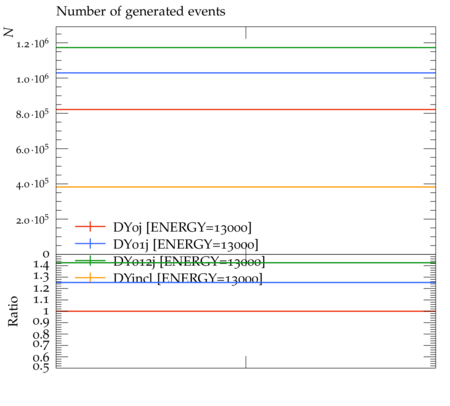 Number of generated events
N
1.2·10⁶
1.0·10⁶
8.0·10⁵
6.0·10⁵
4.0·10⁵
2.0·10⁵
0
DY0j [ENERGY=13000]
DY01j [ENERGY=13000]
DY012j [ENERGY=13000]
DYincl [ENERGY=13000]
Ratio
1.4
1.3
1.2
1.1
1
0.9
0.8
0.7
0.6
0.5